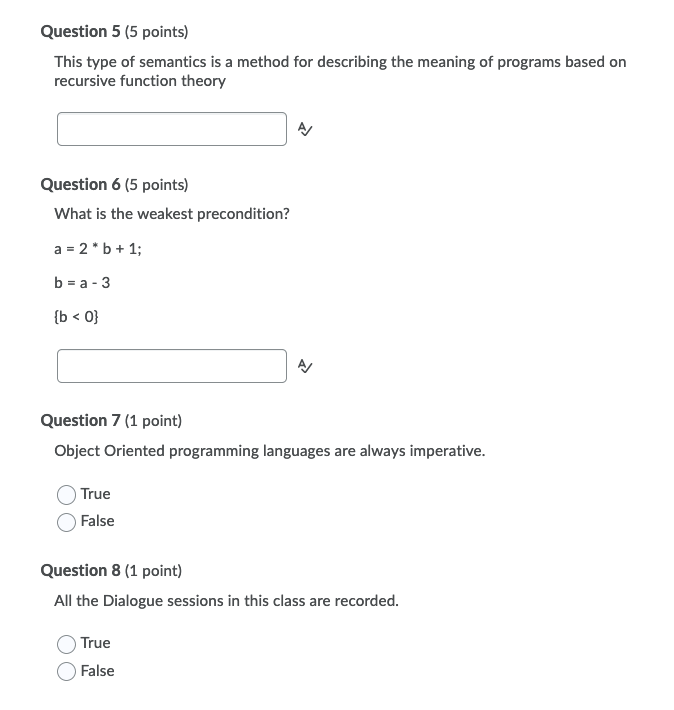 Question 5 (5 points)
This type of semantics is a method for describing the meaning of programs based on
recursive function theory
Question 6 (5 points)
What is the weakest precondition?
a = 2 * b + 1;
b = a - 3
{b < 0}
Question 7 (1 point)
Object Oriented programming languages are always imperative.
True
False
Question 8 (1 point)
All the Dialogue sessions in this class are recorded.
True
False